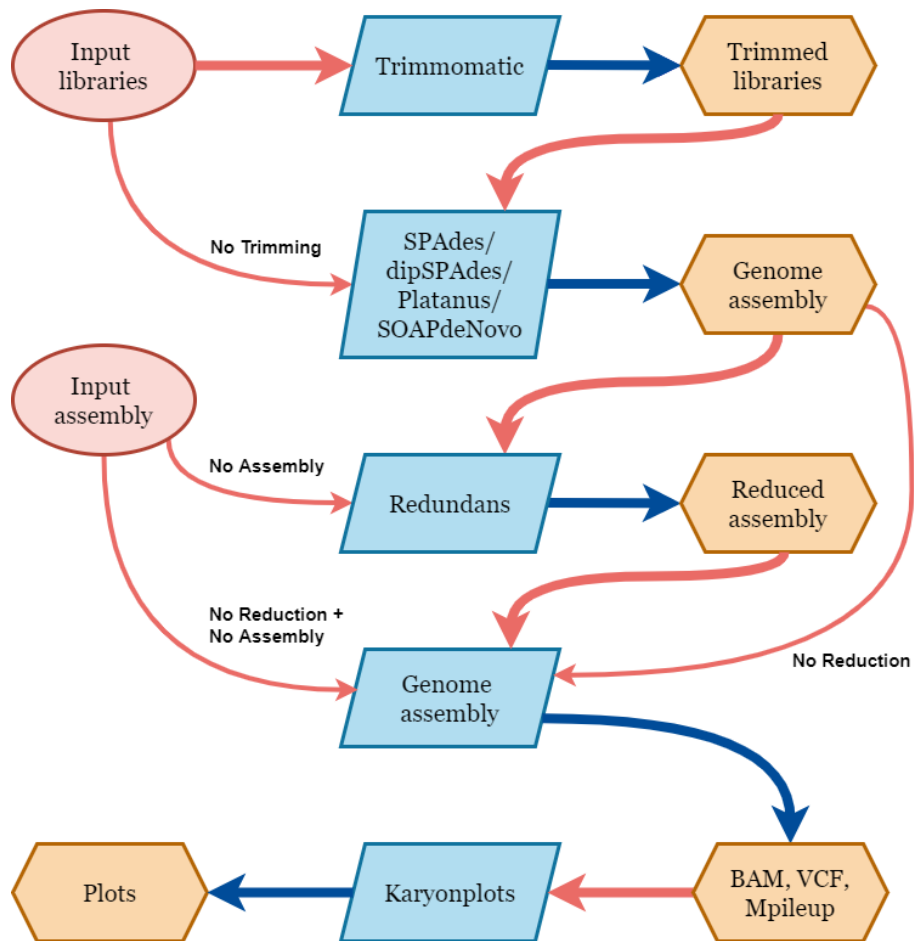 Input
libraries
Trimmomatic
Trimmed
libraries
No Trimming
SPAdes/
dipSPAdes/
Platanus/
SOAPdeNovo
Genome
assembly
Input
assembly
No Assembly
Redundans
Reduced
assembly
No Reduction +
No Assembly
Genome
assembly
No Reduction
Plots
Karyonplots
BAM, VCF,
Mpileup